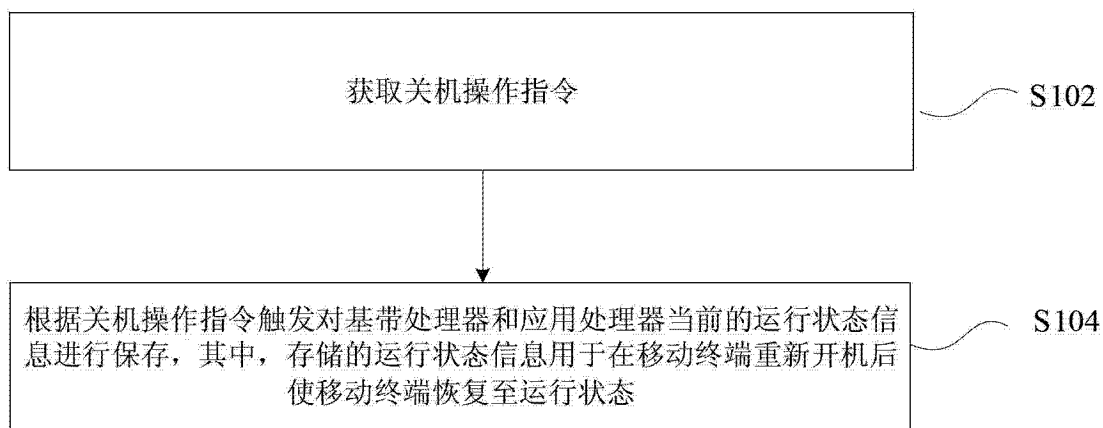 获取关机操作指令
S102
根据关机操作指令触发对基带处理器和应用处理器当前的运行状态信
息进行保存，其中，存储的运行状态信息用于在移动终端重新开机后
使移动终端恢复至运行状态
S104